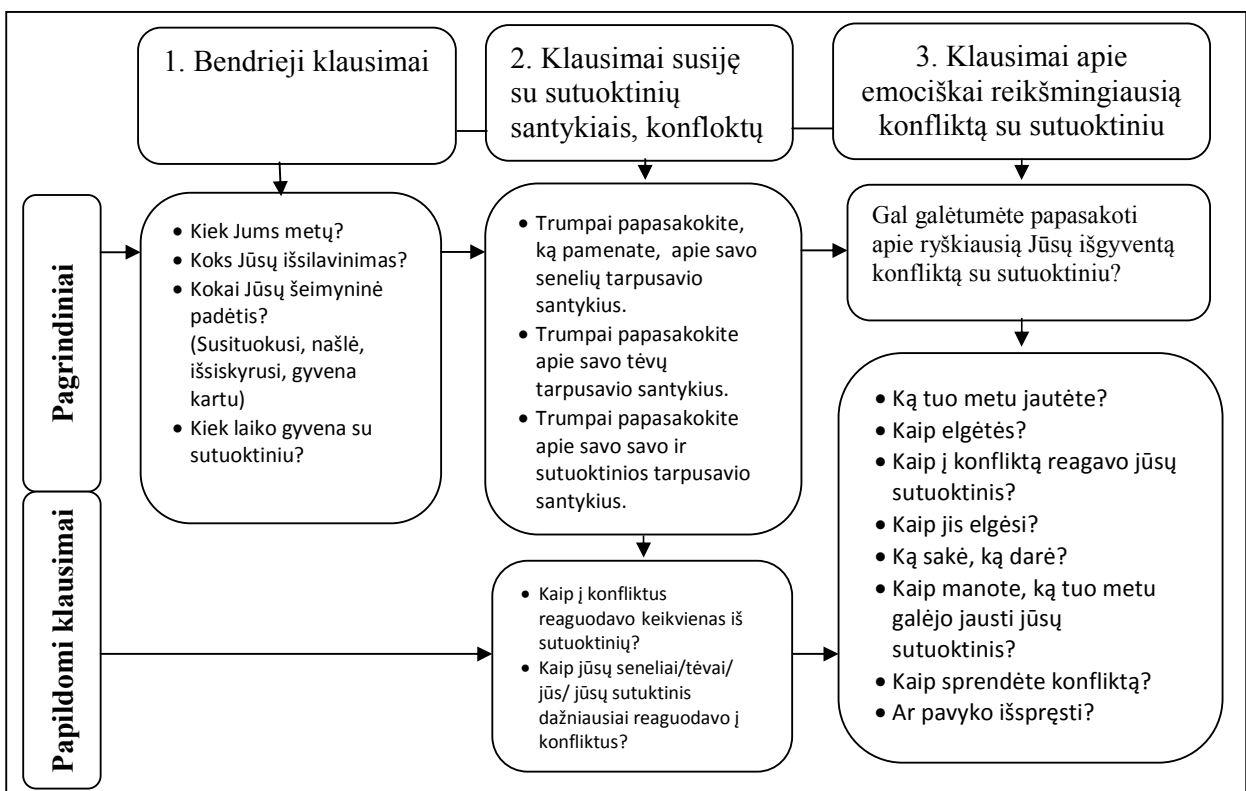 1. Bendrieji klausimai
2. Klausimai susiję
su sutuoktinių
santykiais, konfloktų
3. Klausimai apie
emociškai reikšmingiausią
konfliktą su sutuoktiniu
Pagrindiniai
• Kiek Jums metų?
• Koks Jūsų išsilavinimas?
• Kokai Jūsų šeimyninė
padėtis?
(Susituokusi, našlė,
išsiskyrusi, gyvena
kartu)
• Kiek laiko gyvena su
sutuoktiniu?
• Trumpai papasakokite,
ką pamenate, apie savo
senelių tarpusavio
santykius.
• Trumpai papasakokite
apie savo tėvų
tarpusavio santykius.
• Trumpai papasakokite
apie savo savo ir
sutuoktinios tarpusavio
santykius.
Gal galėtumėte papasakoti
apie ryškiausią Jūsų išgyventą
konfliktą su sutuoktiniu?
Papildomi klausimai
• Kaip į konfliktus
reaguodavo keikvienas iš
sutuoktinių?
• Kaip jūsų seneliai/tėvai/
jūs/ jūsų sutuktinis
dažniausiai reaguodavo į
konfliktus?
• Ką tuo metu jautėte?
• Kaip elgėtės?
• Kaip į konfliktą reagavo jūsų
sutuoktinis?
• Kaip jis elgėsi?
• Ką sakė, ką darė?
• Kaip manote, ką tuo metu
galėjo jausti jūsų
sutuoktinis?
• Kaip sprendėte konfliktą?
• Ar pavyko išspręsti?